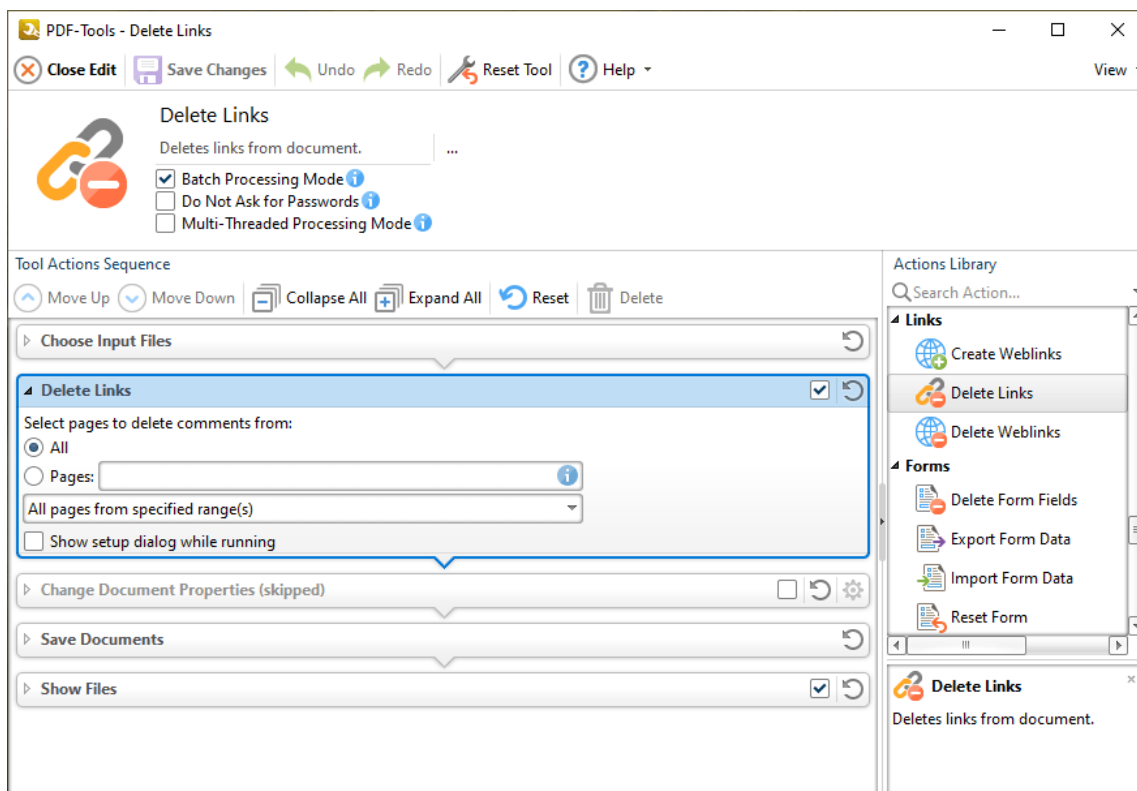 PDF-Tools - Delete Links
Close Edit Save Changes Undo Redo Reset Tool ? Help View
Delete Links
Deletes links from document. ...
Batch Processing Mode i
Do Not Ask for Passwords i
Multi-Threaded Processing Mode i
Tool Actions Sequence
Move Up Move Down Collapse All Expand All Reset Delete
Choose Input Files
Delete Links
Select pages to delete comments from:
All
Pages: i
All pages from specified range(s)
Show setup dialog while running
Change Document Properties (skipped)
Save Documents
Show Files
Actions Library
Search Action...
Links
Create Weblinks
Delete Links
Delete Weblinks
Forms
Delete Form Fields
Export Form Data
Import Form Data
Reset Form
Delete Links
Deletes links from document.